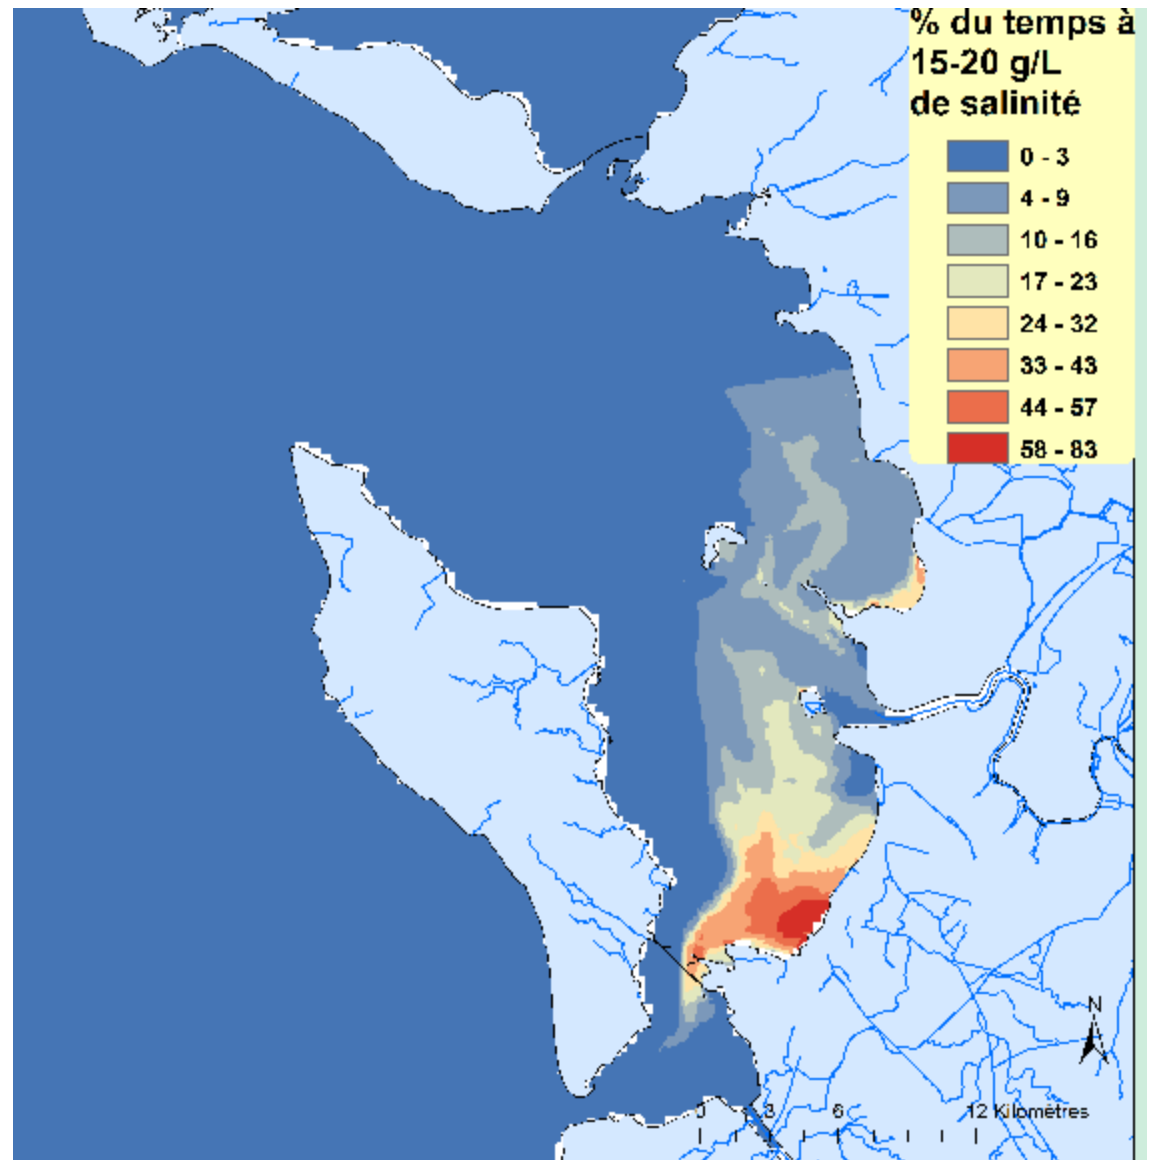 % du temps à
15-20 g/L
de salinité
0 - 3
4 - 9
10 - 16
17 - 23
24 - 32
33 - 43
44 - 57
58 - 83
N
0 3 6 12 Kilomètres